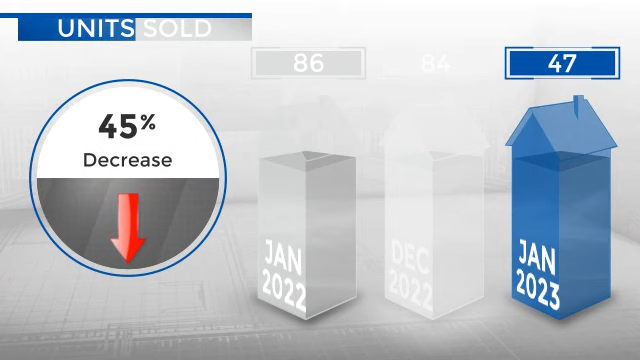 UNITS SOLD
86
84
47
45%
Decrease
JAN
2022
DEC
2022
JAN
2023